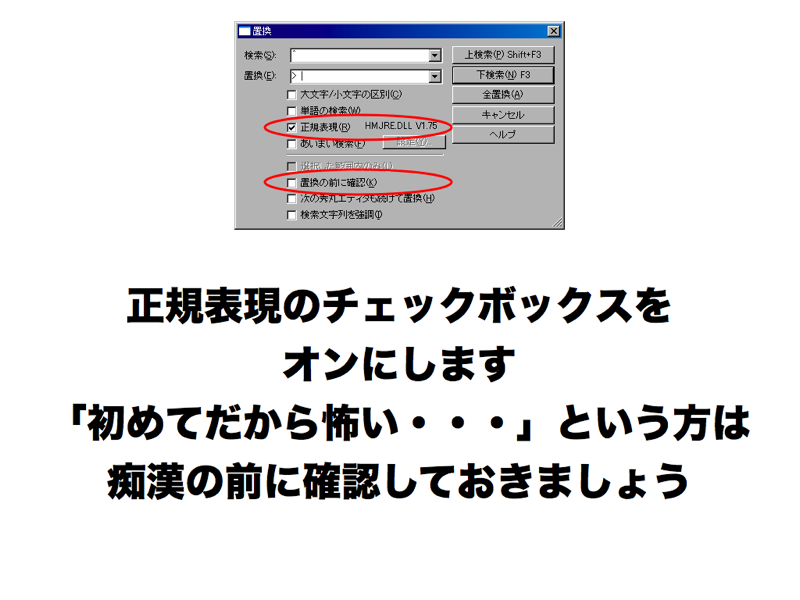 置換
検索(S):
^
上検索(P) Shift+F3
置換(E):
> |
下検索(N) F3
大文字/小文字の区別(C)
全置換(A)
単語の検索(W)
キャンセル
正規表現(R) HMJRE.DLL V1.75
ヘルプ
あいまい検索(F)
置換の前に確認(K)
次の秀丸エディタも続けて置換(H)
検索文字列を強調(I)
正規表現のチェックボックスを
オンにします
「初めてだから怖い・・・」という方は
痴漢の前に確認しておきましょう